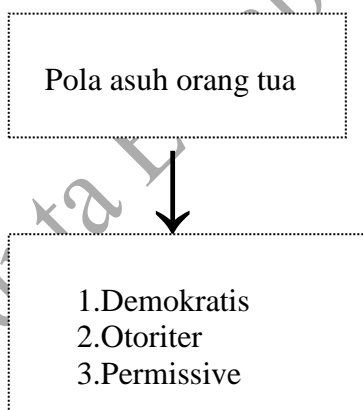 Pola asuh orang tua
1.Demokratis
2.Otoriter
3.Permissive